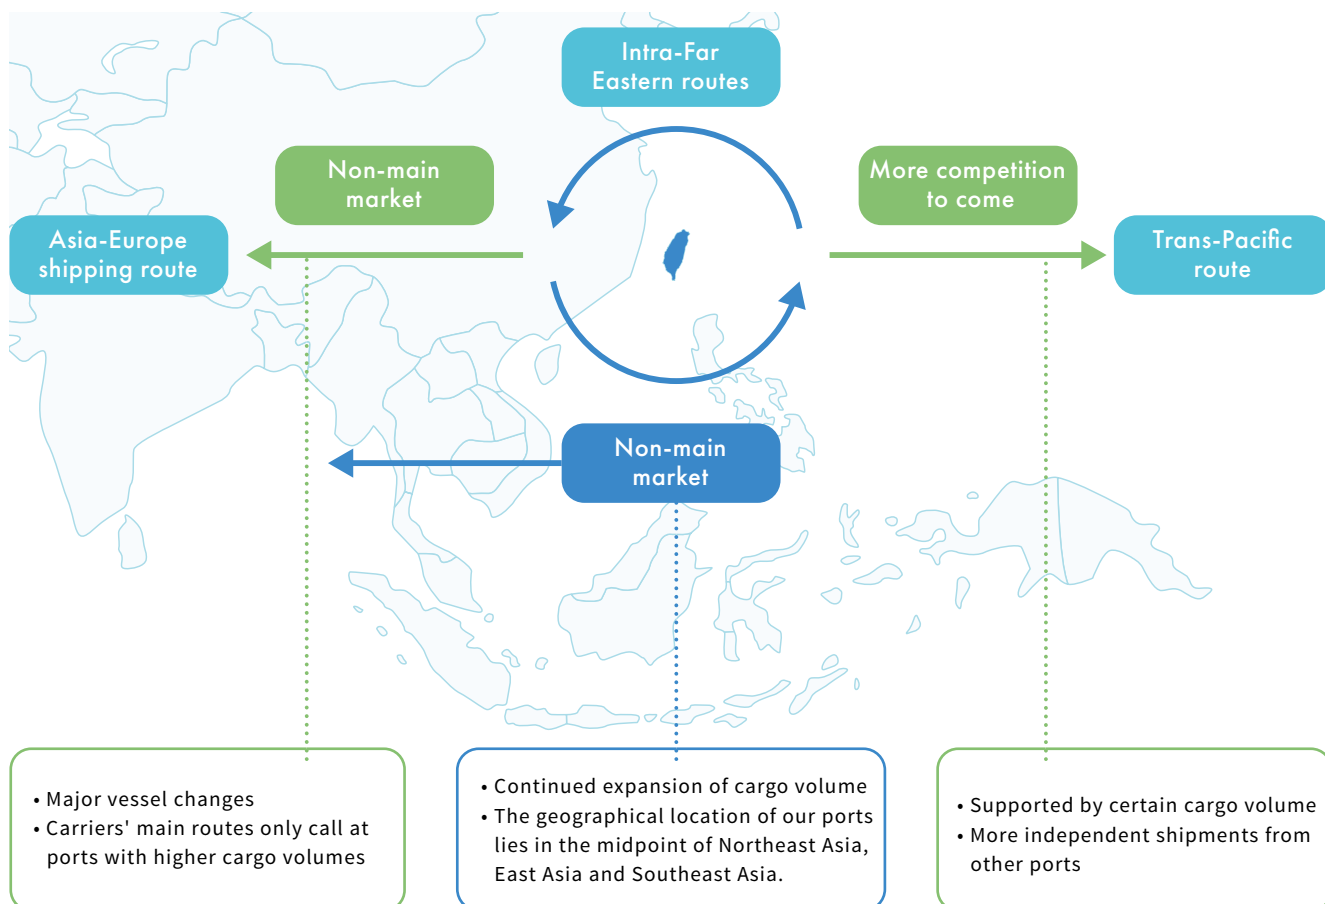 Intra-Far
Eastern routes
Non-main
market
More competition
to come
Asia-Europe
shipping route
Trans-Pacific
route
Non-main
market
• Major vessel changes
• Carriers' main routes only call at
ports with higher cargo volumes
• Continued expansion of cargo volume
• The geographical location of our ports
lies in the midpoint of Northeast Asia,
East Asia and Southeast Asia.
• Supported by certain cargo volume
• More independent shipments from
other ports